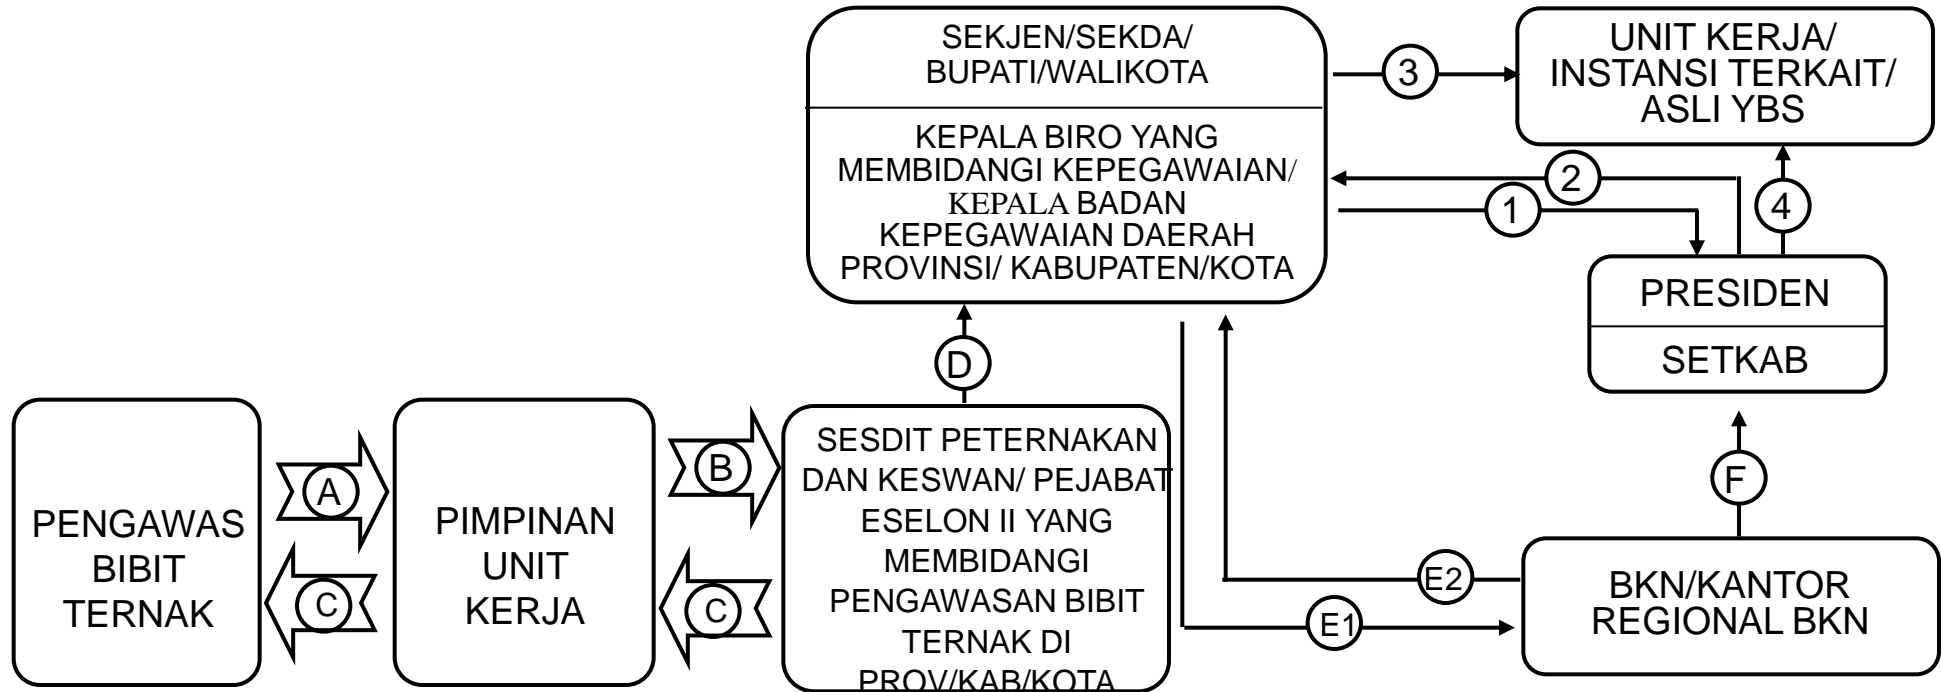 SEKJEN/SEKDA/
BUPATI/WALIKOTA
KEPALA BIRO YANG
MEMBIDANGI KEPEGAWAIAN/
KEPALA BADAN
KEPEGAWAIAN DAERAH
PROVINSI/ KABUPATEN/KOTA
3
UNIT KERJA/
INSTANSI TERKAIT/
ASLI YBS
2
1
4
PRESIDEN
SETKAB
D
F
PENGAWAS
BIBIT
TERNAK
A
C
PIMPINAN
UNIT
KERJA
B
C
SESDIT PETERNAKAN
DAN KESWAN/ PEJABAT
ESELON II YANG
MEMBIDANGI
PENGAWASAN BIBIT
TERNAK DI
PROV/KAB/KOTA
E2
E1
BKN/KANTOR
REGIONAL BKN